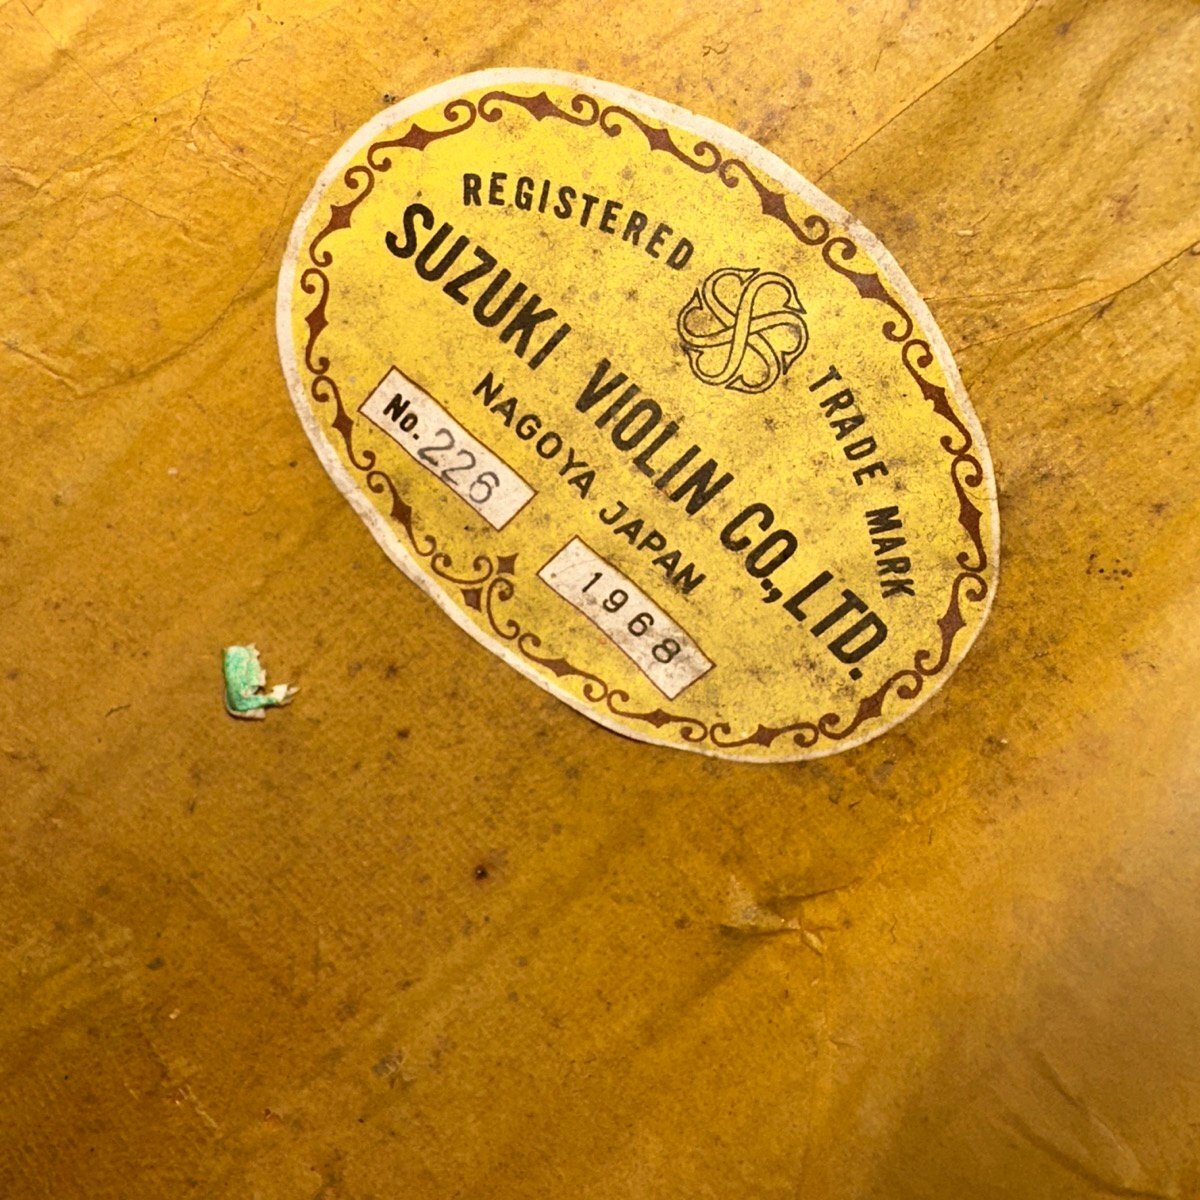 REGISTERED TRADE MARK
SUZUKI VIOLIN CO., LTD.
NAGOYA JAPAN
No. 226
1968